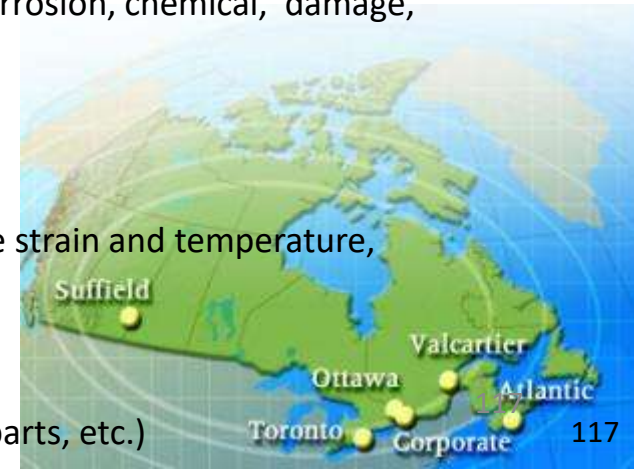 rrosion, chemical, damage,
e strain and temperature,
Suffield
Valcartier
Ottawa
Atlantic
parts, etc.)
Toronto
Corporate
117